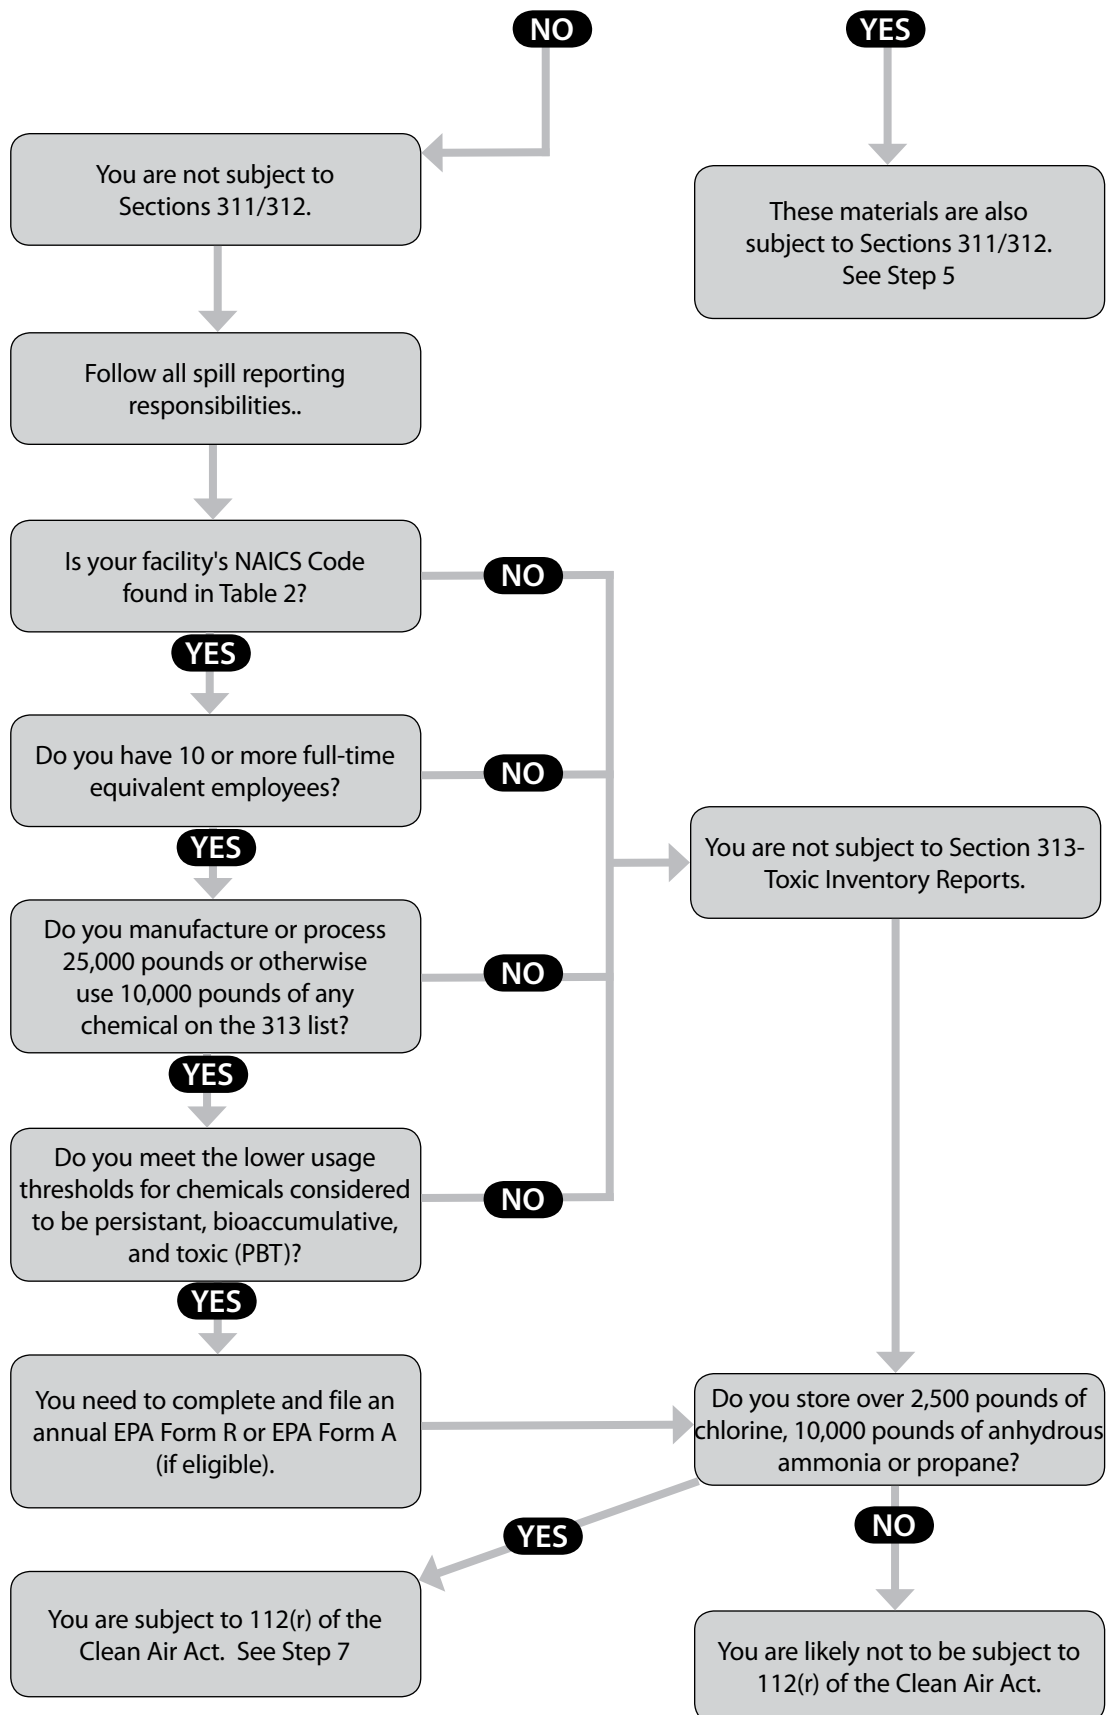 NO
YES
You are not subject to
Sections 311/312.
These materials are also
subject to Sections 311/312.
See Step 5
Follow all spill reporting
responsibilities..
Is your facility's NAICS Code
found in Table 2?
NO
YES
Do you have 10 or more full-time
equivalent employees?
NO
YES
You are not subject to Section 313-
Toxic Inventory Reports.
Do you manufacture or process
25,000 pounds or otherwise
use 10,000 pounds of any
chemical on the 313 list?
NO
YES
Do you meet the lower usage
thresholds for chemicals considered
to be persistant, bioaccumulative,
and toxic (PBT)?
NO
YES
You need to complete and file an
annual EPA Form R or EPA Form A
(if eligible).
Do you store over 2,500 pounds of
chlorine, 10,000 pounds of anhydrous
ammonia or propane?
YES
NO
You are subject to 112(r) of the
Clean Air Act.  See Step 7
You are likely not to be subject to
112(r) of the Clean Air Act.